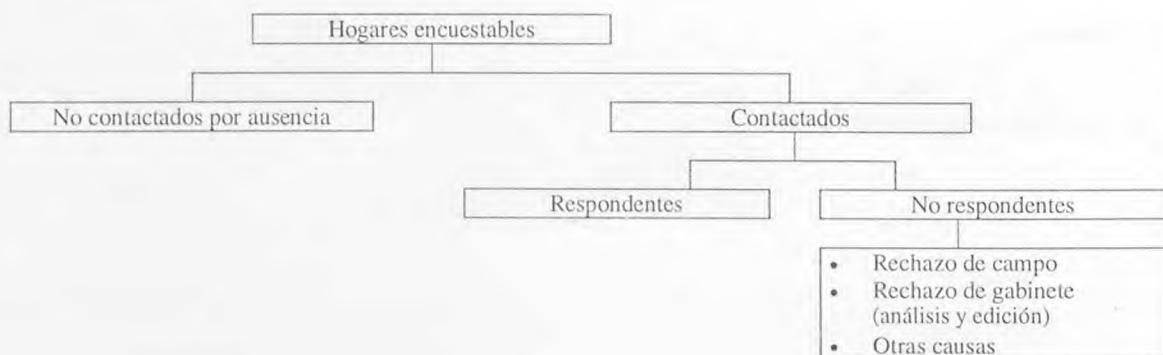 Hogares encuestables
No contactados por ausencia
Contactados
Respondentes
No respondentes
• Rechazo de campo
• Rechazo de gabinete
(análisis y edición)
• Otras causas